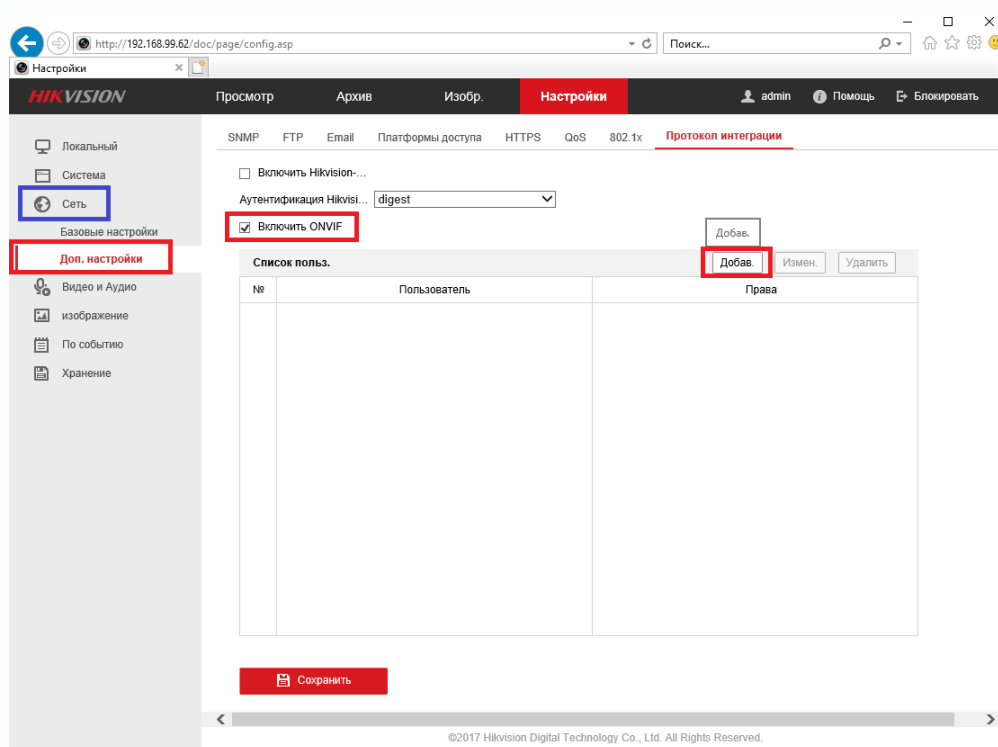 http://192.168.99.62/doc/page/config.asp
Поиск...
Настройки
HIKVISION
Просмотр Архив Изобр. Настройки admin Помощь Блокировать
SNMP FTP Email Платформы доступа HTTPS QoS 802.1x Протокол интеграции
Локальный
Система
Сеть
Базовые настройки
Доп. настройки
Видео и Аудио
изображение
По событию
Хранение
Включить Hikvision-...
Аутентификация Hikvisi... digest
Включить ONVIF
Добав.
Список польз. Добав. Измен. Удалить
№ Пользователь Права
Сохранить
©2017 Hikvision Digital Technology Co., Ltd. All Rights Reserved.